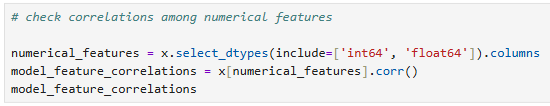 # check correlations among numerical features
numerical_features = x.select_dtypes(include=['int64', 'float64']).columns
model_feature_correlations = x[numerical_features].corr()
model_feature_correlations